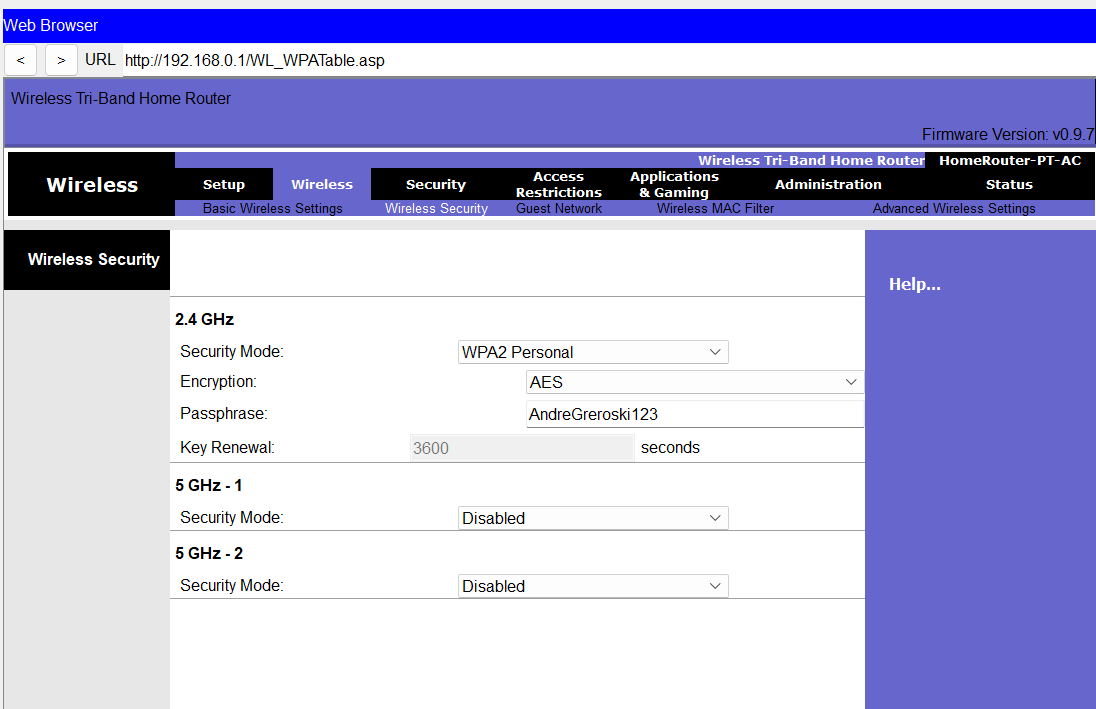 Web Browser
< > URL http://192.168.0.1/WL_WPATable.asp
Wireless Tri-Band Home Router
Firmware Version: v0.9.7
Wireless Tri-Band Home Router HomeRouter-PT-AC
Wireless Setup Wireless Security Access Restrictions Applications & Gaming Administration Status
Basic Wireless Settings Wireless Security Guest Network Wireless MAC Filter Advanced Wireless Settings
Wireless Security
Help...
2.4 GHz
Security Mode: WPA2 Personal
Encryption: AES
Passphrase: AndreGreroski123
Key Renewal: 3600 seconds
5 GHz - 1
Security Mode: Disabled
5 GHz - 2
Security Mode: Disabled